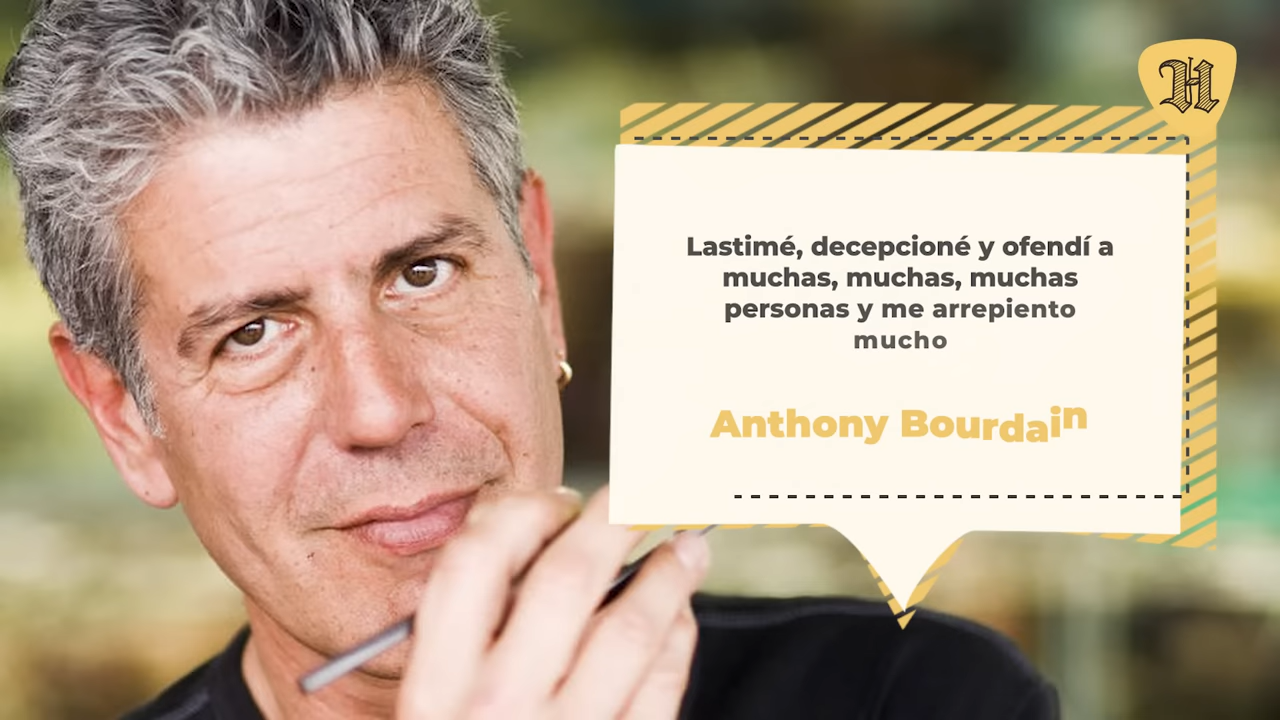 H
Lastimé, decepcioné y ofendí a
muchas, muchas, muchas
personas y me arrepiento
mucho
Anthony Bourdain